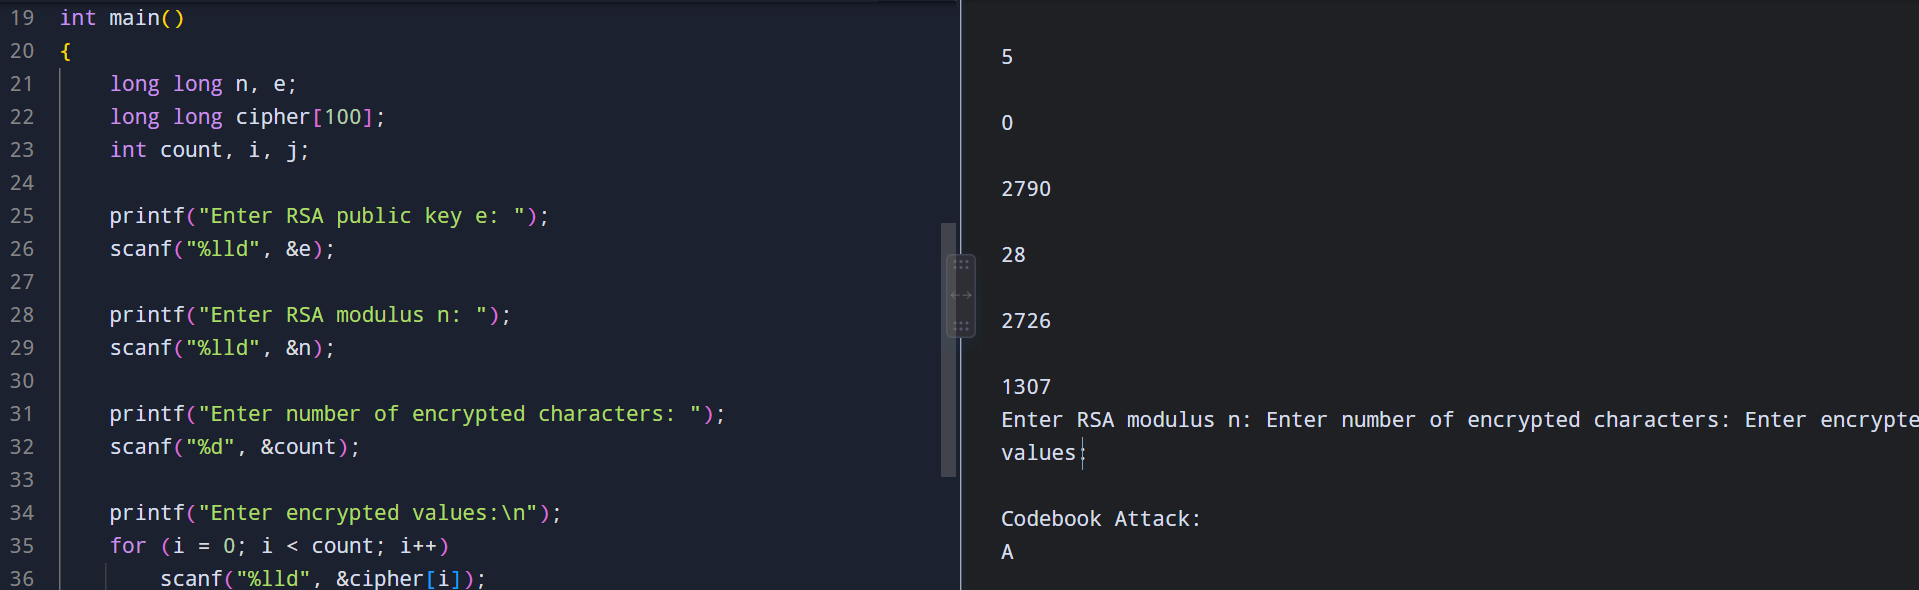 19 int main()
20 {
21 long long n, e;
22 long long cipher[100];
23 int count, i, j;
24
25 printf("Enter RSA public key e: ");
26 scanf("%lld", &e);
27
28 printf("Enter RSA modulus n: ");
29 scanf("%lld", &n);
30
31 printf("Enter number of encrypted characters: ");
32 scanf("%d", &count);
33
34 printf("Enter encrypted values:\n");
35 for (i = 0; i < count; i++)
36 scanf("%lld", &cipher[i]);
5
0
2790
28
2726
1307
Enter RSA modulus n: Enter number of encrypted characters: Enter encrypte
values:
Codebook Attack:
A